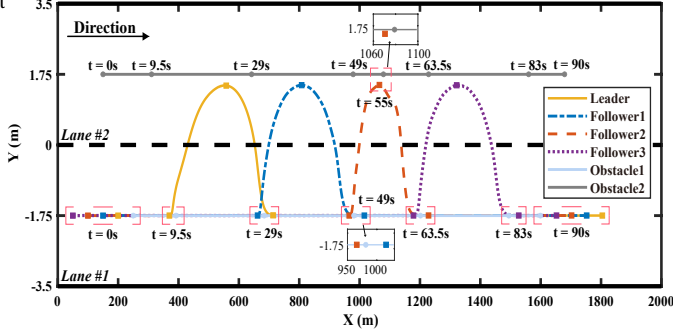 3.5
Direction
1.75
1060
1100
t = 0s
t = 9.5s
t = 29s
t = 49s
t = 63.5s
t = 83s
t = 90s
1.75
t = 55s
Leader
Follower1
Follower2
Follower3
Obstacle1
Obstacle2
Y (m)
Lane #2
0
t = 49
-1.75
t = 0s
t = 9.5s
t = 29s
t = 63.5s
t = 83s
t = 90s
-1.75
950
1000
Lane #1
-3.5
0
200
400
600
800
1000
1200
1400
1600
1800
2000
X (m)